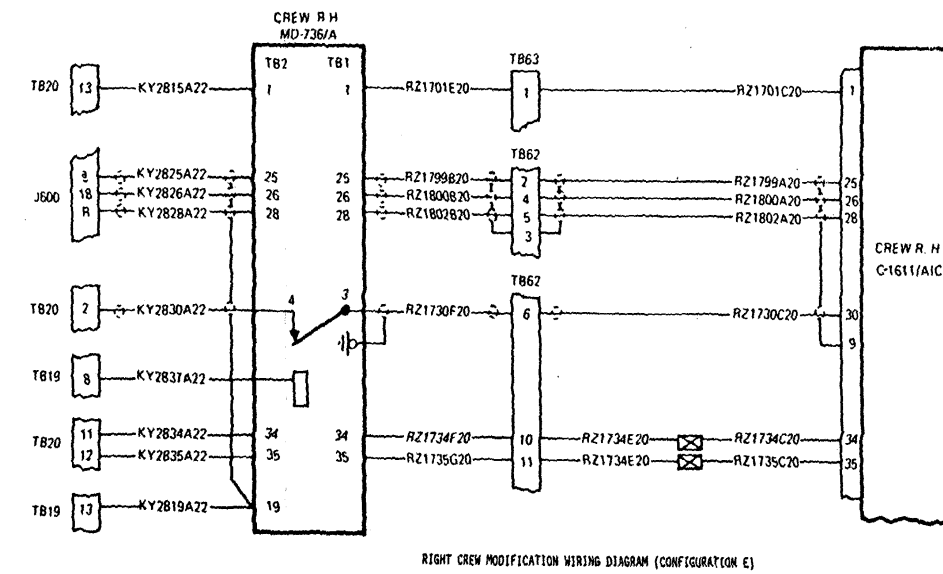 CREW R H
MD-736/A
TB2 TB1
TB63
TB20 13 KY2815A22 1 1 RZ1701E20 1 RZ1701C20 1
TB62
KY2825A22 25 25 RZ1799B20 2 RZ1799A20 25
J600 18 KY2826A22 26 26 RZ1800B20 4 RZ1800A20 26
R KY2828A22 28 28 RZ1802B20 5 RZ1802A20 28
3
CREW R. H
C-1611/AIC
TB62
4 3
TB20 2 KY2830A22 RZ1730F20 6 RZ1730C20 30
9
TB19 8 KY2837A22
TB20
11 KY2834A22 34 34 RZ1734F20 10 RZ1734E20 RZ1734C20 34
12 KY2835A22 35 35 RZ1735G20 11 RZ1734E20 RZ1735C20 35
TB19 13 KY2819A22 19
RIGHT CREW MODIFICATION WIRING DIAGRAM (CONFIGURATION E)